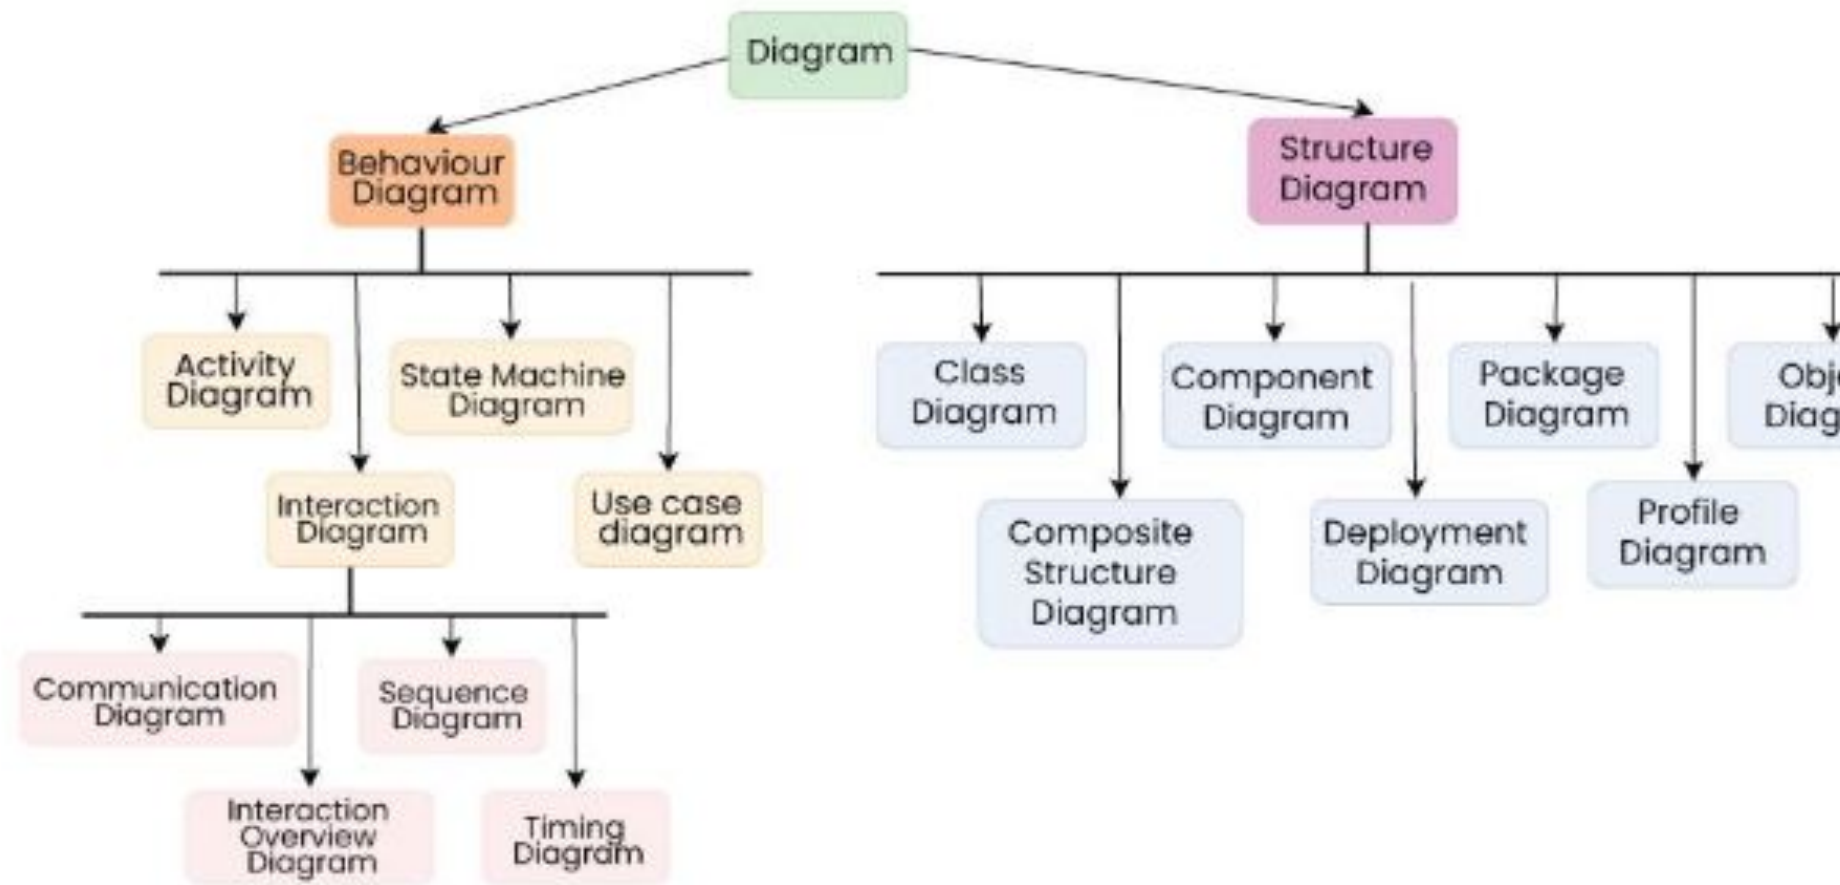 Diagram
Behaviour
Diagram
Structure
Diagram
Activity
Diagram
State Machine
Diagram
Interaction
Diagram
Use case
diagram
Communication
Diagram
Sequence
Diagram
Interaction
Overview
Diagram
Timing
Diagram
Class
Diagram
Component
Diagram
Package
Diagram
Composite
Structure
Diagram
Deployment
Diagram
Profile
Diagram